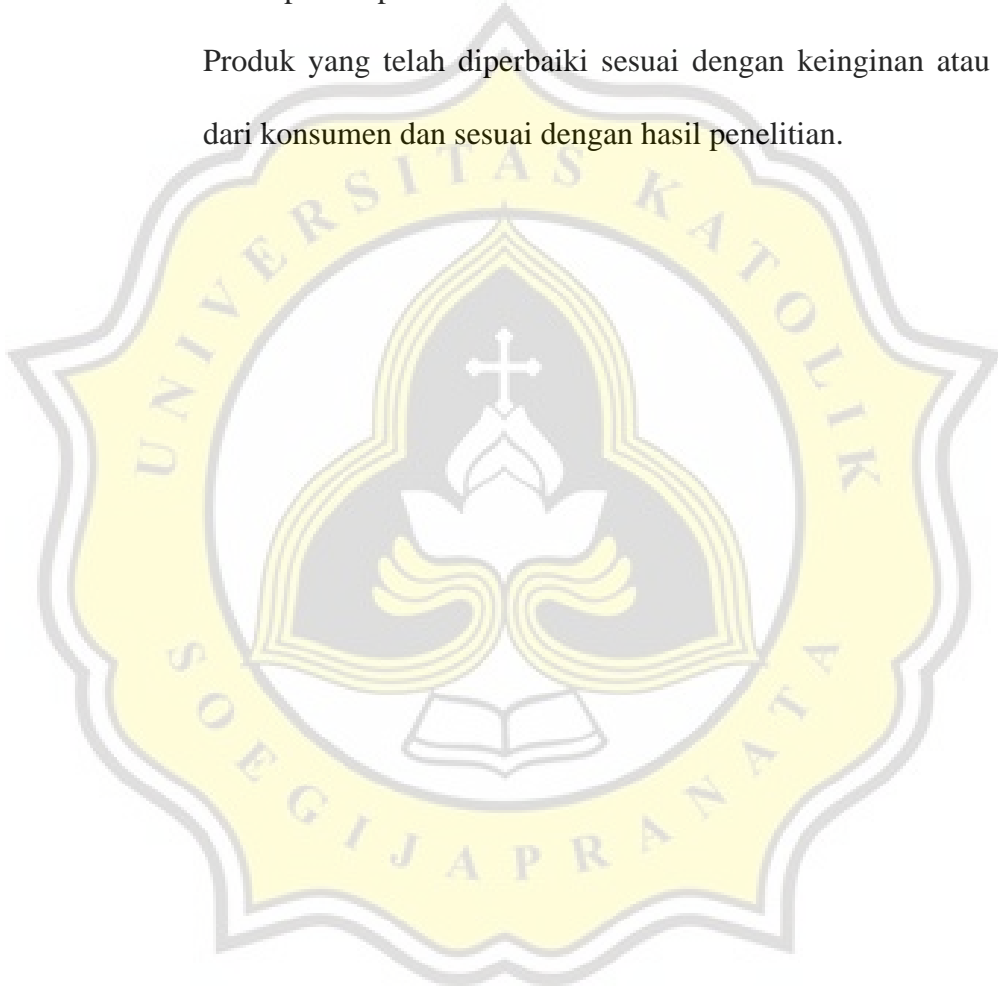 Produk yang telah diperbaiki sesuai dengan keinginan atau
dari konsumen dan sesuai dengan hasil penelitian.
UNIVERSITAS KATOLIK
SOEGIJAPRANATA